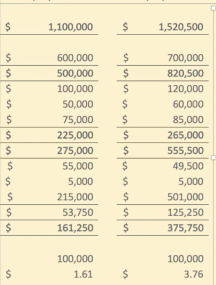 $ 1,100,000 $ 1,520,500
$ 600,000 $ 700,000
$ 500,000 $ 820,500
$ 100,000 $ 120,000
$ 50,000 $ 60,000
$ 75,000 $ 85,000
$ 225,000 $ 265,000
$ 275,000 $ 555,500
$ 55,000 $ 49,500
$ 5,000 $ 5,000
$ 215,000 $ 501,000
$ 53,750 $ 125,250
$ 161,250 $ 375,750
100,000 100,000
$ 1.61 $ 3.76